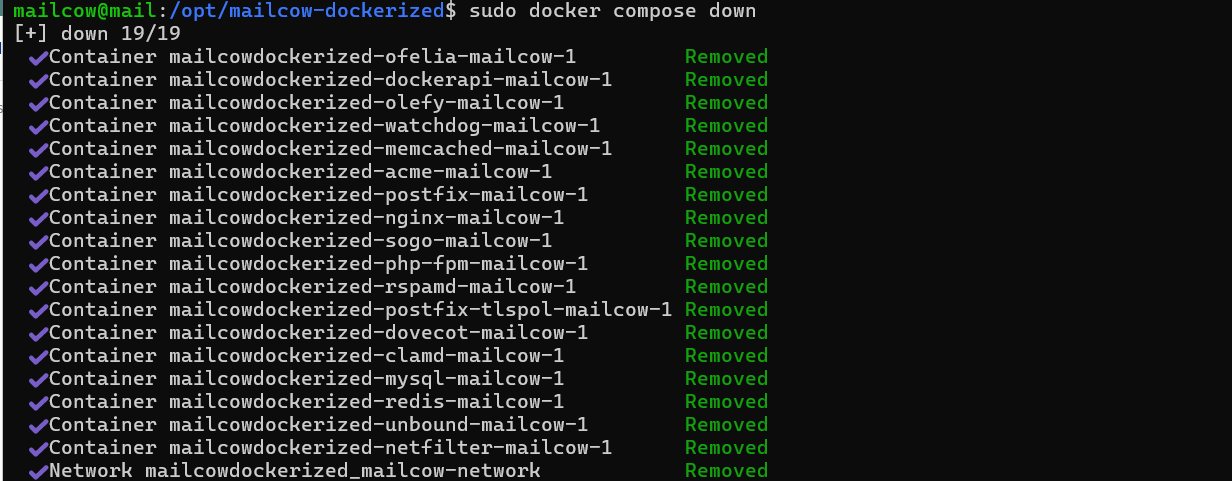 mailcow@mail:/opt/mailcow-dockerized$ sudo docker compose down
[+] down 19/19
✔Container mailcowdockerized-ofelia-mailcow-1 Removed
✔Container mailcowdockerized-dockerapi-mailcow-1 Removed
✔Container mailcowdockerized-olefy-mailcow-1 Removed
✔Container mailcowdockerized-watchdog-mailcow-1 Removed
✔Container mailcowdockerized-memcached-mailcow-1 Removed
✔Container mailcowdockerized-acme-mailcow-1 Removed
✔Container mailcowdockerized-postfix-mailcow-1 Removed
✔Container mailcowdockerized-nginx-mailcow-1 Removed
✔Container mailcowdockerized-sogo-mailcow-1 Removed
✔Container mailcowdockerized-php-fpm-mailcow-1 Removed
✔Container mailcowdockerized-rspamd-mailcow-1 Removed
✔Container mailcowdockerized-postfix-tlspol-mailcow-1 Removed
✔Container mailcowdockerized-dovecot-mailcow-1 Removed
✔Container mailcowdockerized-clamd-mailcow-1 Removed
✔Container mailcowdockerized-mysql-mailcow-1 Removed
✔Container mailcowdockerized-redis-mailcow-1 Removed
✔Container mailcowdockerized-unbound-mailcow-1 Removed
✔Container mailcowdockerized-netfilter-mailcow-1 Removed
✔Network mailcowdockerized_mailcow-network Removed